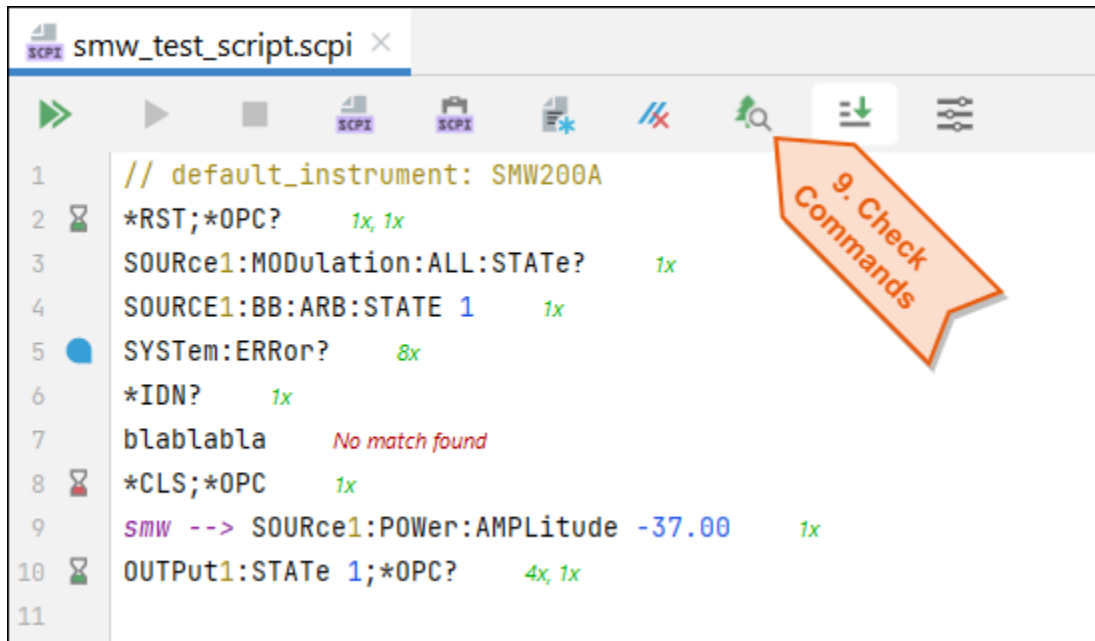 SCPI smw_test_script.scpi
SCPI SCPI
9. Check
Commands
1 // default_instrument: SMW200A
2 *RST;*OPC? 1x, 1x
3 SOURce1:MODulation:ALL:STATe? 1x
4 SOURCE1:BB:ARB:STATE 1 1x
5 SYSTem:ERRor? 8x
6 *IDN? 1x
7 blablabla No match found
8 *CLS;*OPC 1x
9 smw --> SOURce1:POWer:AMPLitude -37.00 1x
10 OUTPut1:STATe 1;*OPC? 4x, 1x
11